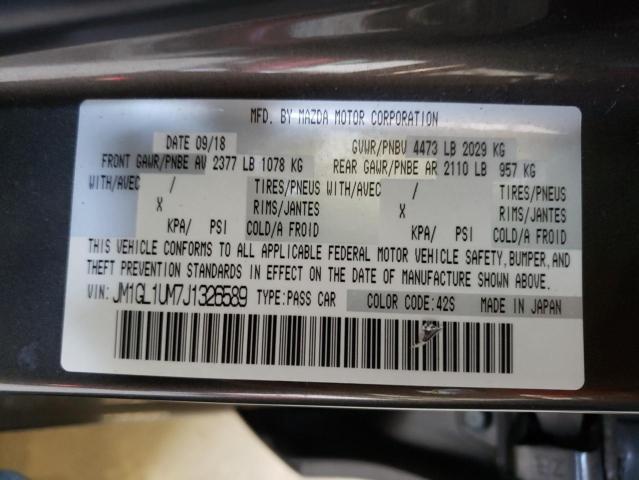 MFD. BY MAZDA MOTOR CORPORATION
DATE 09/18 GVWR/PNBV 4473 LB 2029 KG
FRONT GAWR/PNBE AV 2377 LB 1078 KG REAR GAWR/PNBE AR 2110 LB 957 KG
WITH/AVEC / TIRES/PNEUS WITH/AVEC / TIRES/PNEUS
X RIMS/JANTES X RIMS/JANTES
KPA/ PSI COLD/A FROID KPA/ PSI COLD/A FROID
THIS VEHICLE CONFORMS TO ALL APPLICABLE FEDERAL MOTOR VEHICLE SAFETY, BUMPER, AND
THEFT PREVENTION STANDARDS IN EFFECT ON THE DATE OF MANUFACTURE SHOWN ABOVE.
VIN: JM1GL1UM7J1326589 TYPE: PASS CAR COLOR CODE: 42S MADE IN JAPAN